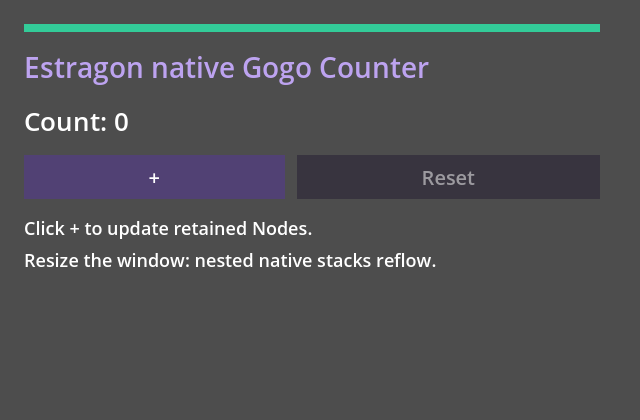 Estragon native Gogo Counter
Count: 0
+
Reset
Click + to update retained Nodes.
Resize the window: nested native stacks reflow.